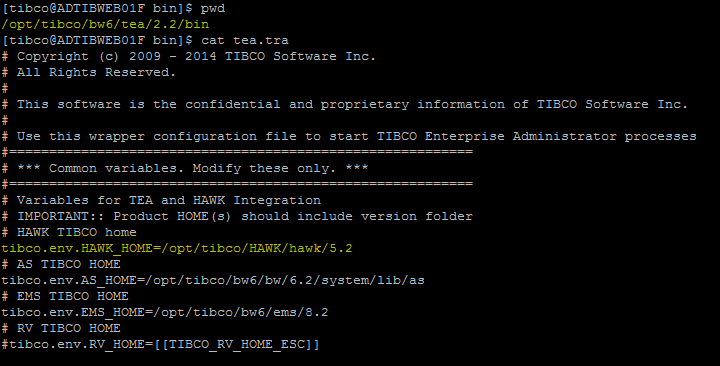 [tibco@ADTIBWEB01F bin]$ pwd
/opt/tibco/bw6/tea/2.2/bin
[tibco@ADTIBWEB01F bin]$ cat tea.tra
# Copyright (c) 2009 - 2014 TIBCO Software Inc.
# All Rights Reserved.
#
# This software is the confidential and proprietary information of TIBCO Software Inc.
#
# Use this wrapper configuration file to start TIBCO Enterprise Administrator processes
#==========================================================
# *** Common variables. Modify these only. ***
#==========================================================
# Variables for TEA and HAWK Integration
# IMPORTANT:: Product HOME(s) should include version folder
# HAWK TIBCO home
tibco.env.HAWK_HOME=/opt/tibco/HAWK/hawk/5.2
# AS TIBCO HOME
tibco.env.AS_HOME=/opt/tibco/bw6/bw/6.2/system/lib/as
# EMS TIBCO HOME
tibco.env.EMS_HOME=/opt/tibco/bw6/ems/8.2
# RV TIBCO HOME
#tibco.env.RV_HOME=[[TIBCO_RV_HOME_ESC]]